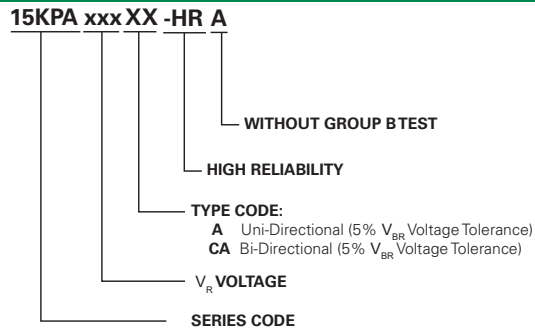 15KPA xxx XX -HR A
WITHOUT GROUP B TEST
HIGH RELIABILITY
TYPE CODE:
A Uni-Directional (5% VBR Voltage Tolerance)
CA Bi-Directional (5% VBR Voltage Tolerance)
VR VOLTAGE
SERIES CODE